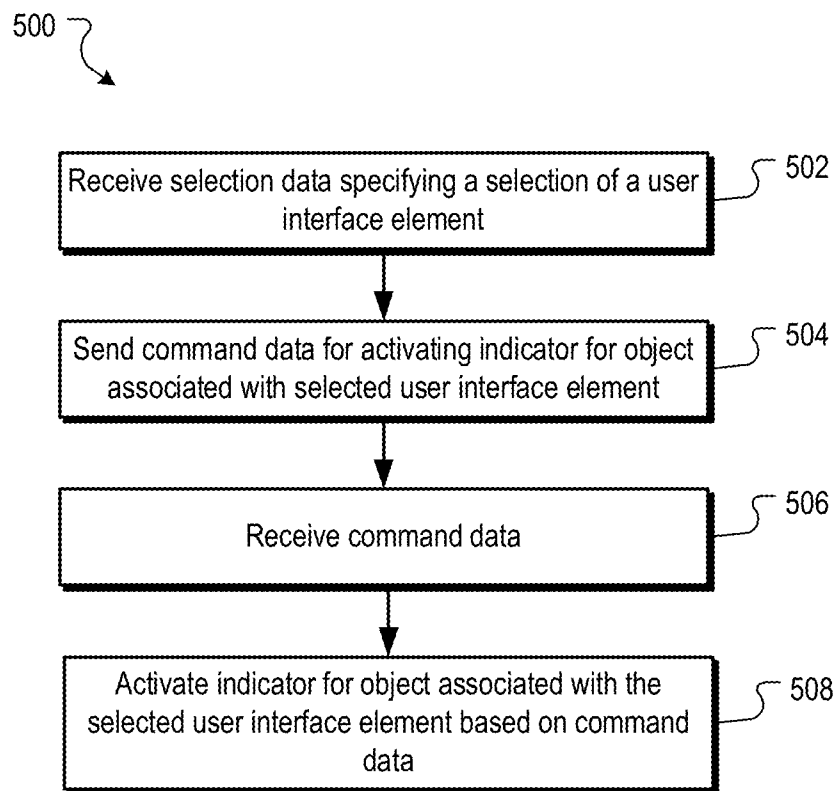 500
Receive selection data specifying a selection of a user
interface element
502
Send command data for activating indicator for object
associated with selected user interface element
504
Receive command data
506
Activate indicator for object associated with the
selected user interface element based on command
data
508